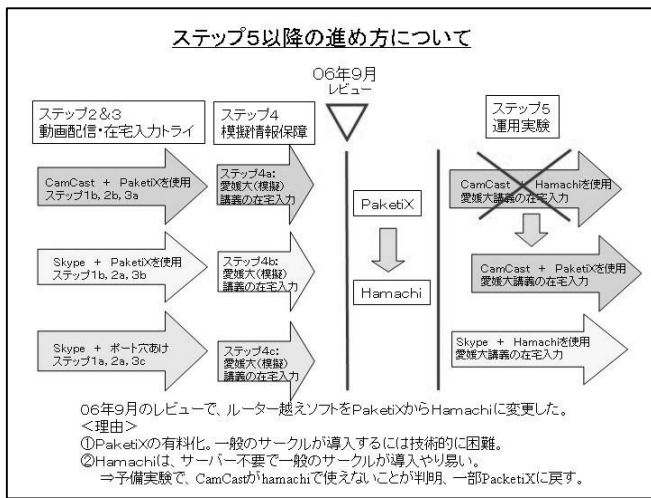 ステップ5以降の進め方について
06年9月
レビュー
ステップ2&3
動画配信・在宅入力トライ
ステップ4
模擬情報保障
ステップ5
運用実験
CamCast + PaketiXを使用
ステップ1b, 2b, 3a
ステップ4a:
愛媛大(模擬)
講義の在宅入力
Skype + PaketiXを使用
ステップ1b, 2a, 3b
ステップ4b:
愛媛大(模擬)
講義の在宅入力
Skype + ポート穴あけ
ステップ1a, 2a, 3c
ステップ4c:
愛媛大(模擬)
講義の在宅入力
PaketiX
Hamachi
CamCast + Hamachiを使用
愛媛大講義の在宅入力
CamCast + PaketiXを使用
愛媛大講義の在宅入力
Skype + Hamachiを使用
愛媛大講義の在宅入力
06年9月のレビューで、ルーター越えソフトをPaketiXからHamachiに変更した。
<理由>
①PaketiXの有料化。一般のサークルが導入するには技術的に困難。
②Hamachiは、サーバー不要で一般のサークルが導入やり易い。
⇒予備実験で、CamCastがhamachiで使えないことが判明、一部PacketiXに戻す。